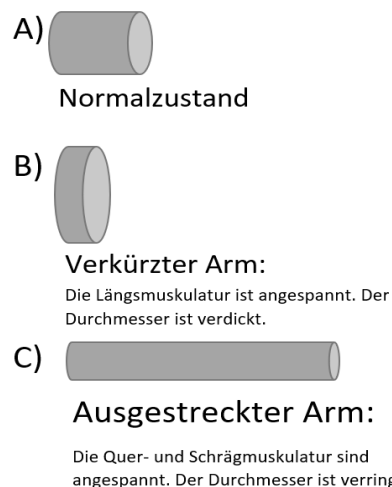 A)
Normalzustand
B)
Verkürzter Arm:
Die Längsmuskulatur ist angespannt. Der
Durchmesser ist verdickt.
C)
Ausgestreckter Arm:
Die Quer- und Schrägmuskulatur sind
angespannt. Der Durchmesser ist